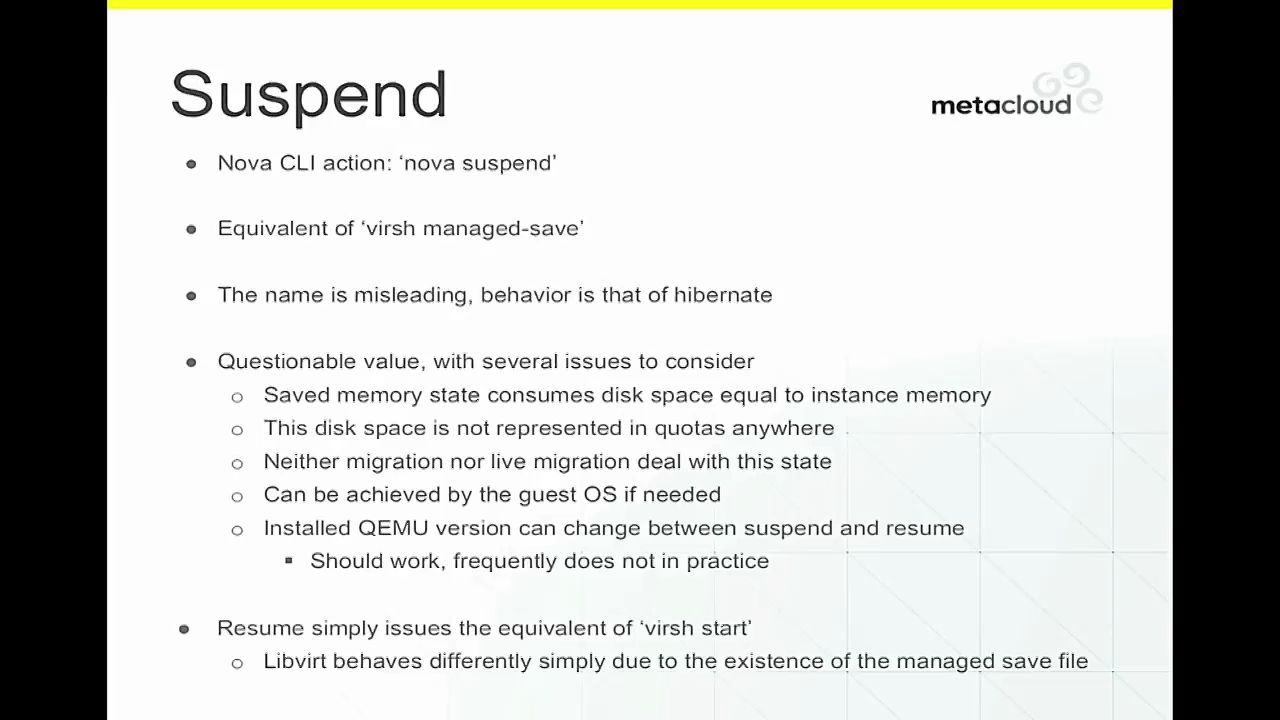 Suspend
metacloud
● Nova CLI action: ‘nova suspend’
● Equivalent of ‘virsh managed-save’
● The name is misleading, behavior is that of hibernate
● Questionable value, with several issues to consider
o Saved memory state consumes disk space equal to instance memory
o This disk space is not represented in quotas anywhere
o Neither migration nor live migration deal with this state
o Can be achieved by the guest OS if needed
o Installed QEMU version can change between suspend and resume
▪ Should work, frequently does not in practice
● Resume simply issues the equivalent of ‘virsh start’
o Libvirt behaves differently simply due to the existence of the managed save file